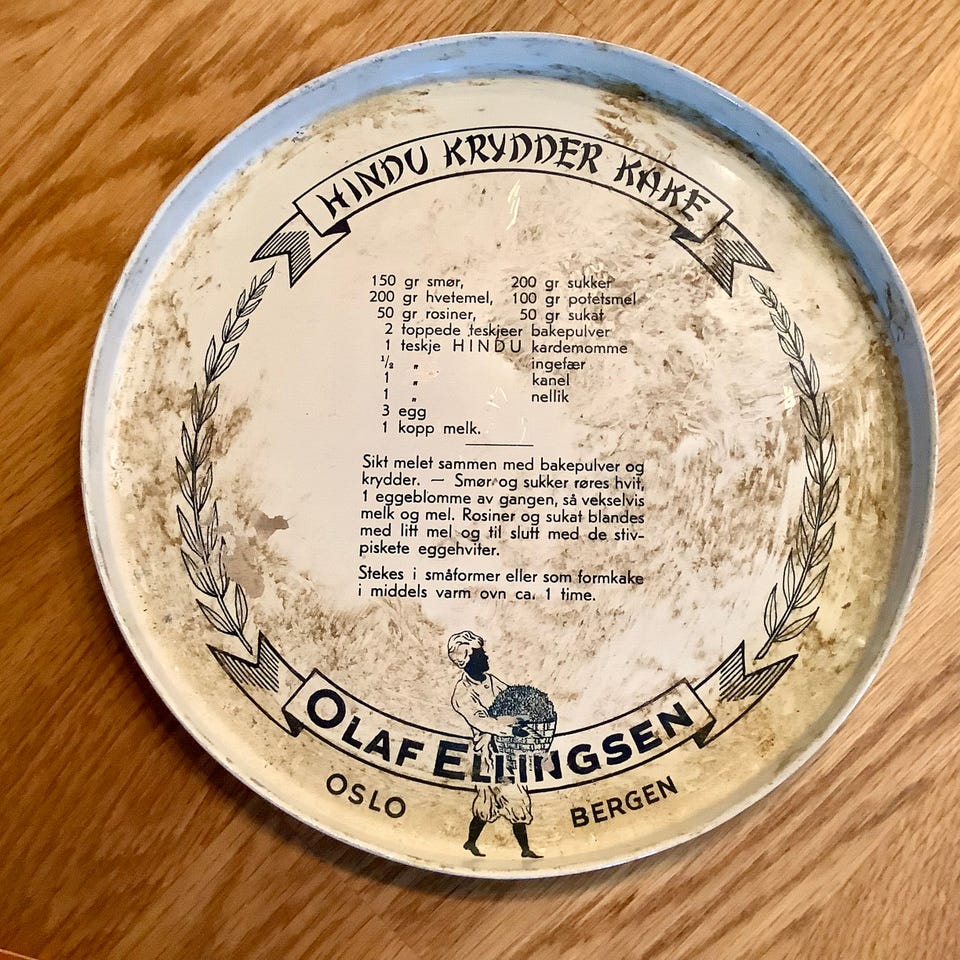 HINDU KRYDDER KAKE
150 gr smør, 200 gr sukker
200 gr hvetemel, 100 gr potetsmel
50 gr rosiner, 50 gr sukat
2 toppede teskjeer bakepulver
1 teskje HINDU kardemomme
½ „ ingefær
1 „ kanel
1 „ nellik
3 egg
1 kopp melk.
Sikt melet sammen med bakepulver og
krydder. — Smør og sukker røres hvit,
1 eggeblomme av gangen, så vekselvis
melk og mel. Rosiner og sukat blandes
med litt mel og til slutt med de stiv-
piskete eggehviter.
Stekes i småformer eller som formkake
i middels varm ovn ca. 1 time.
OLAF ELLINGSEN
OSLO BERGEN